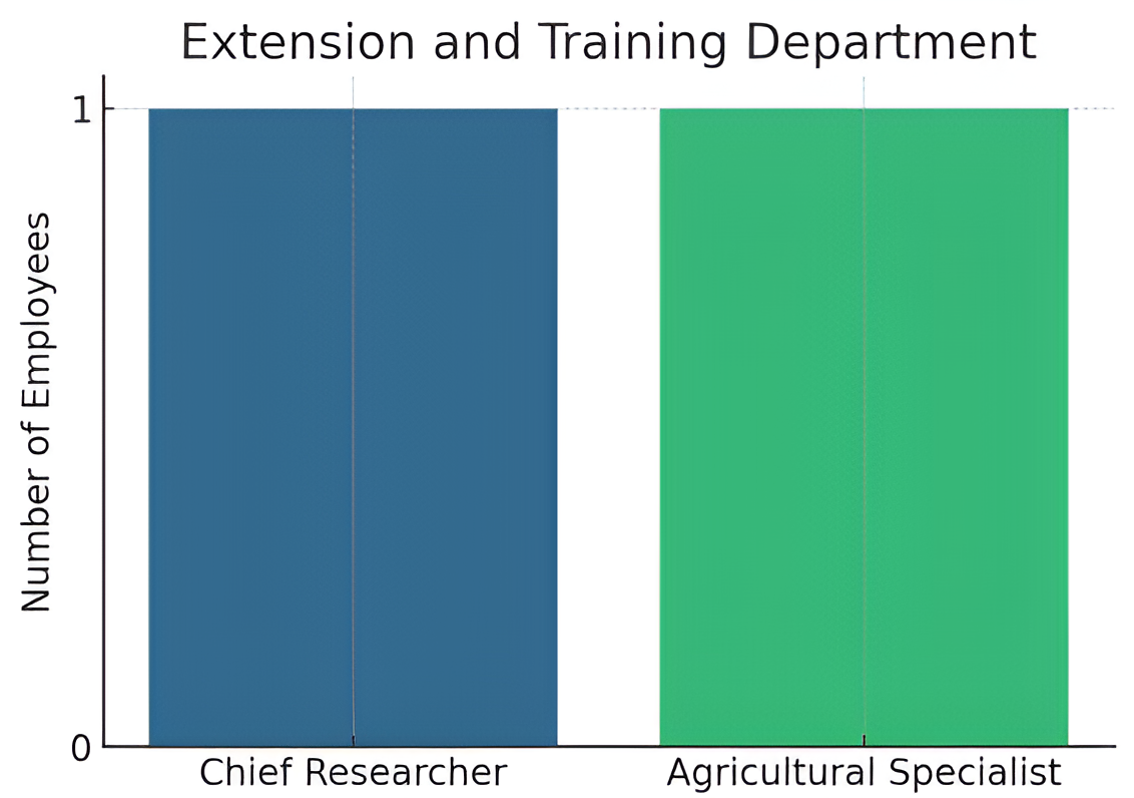 Extension and Training Department
1
Number of Employees
0
Chief Researcher
Agricultural Specialist